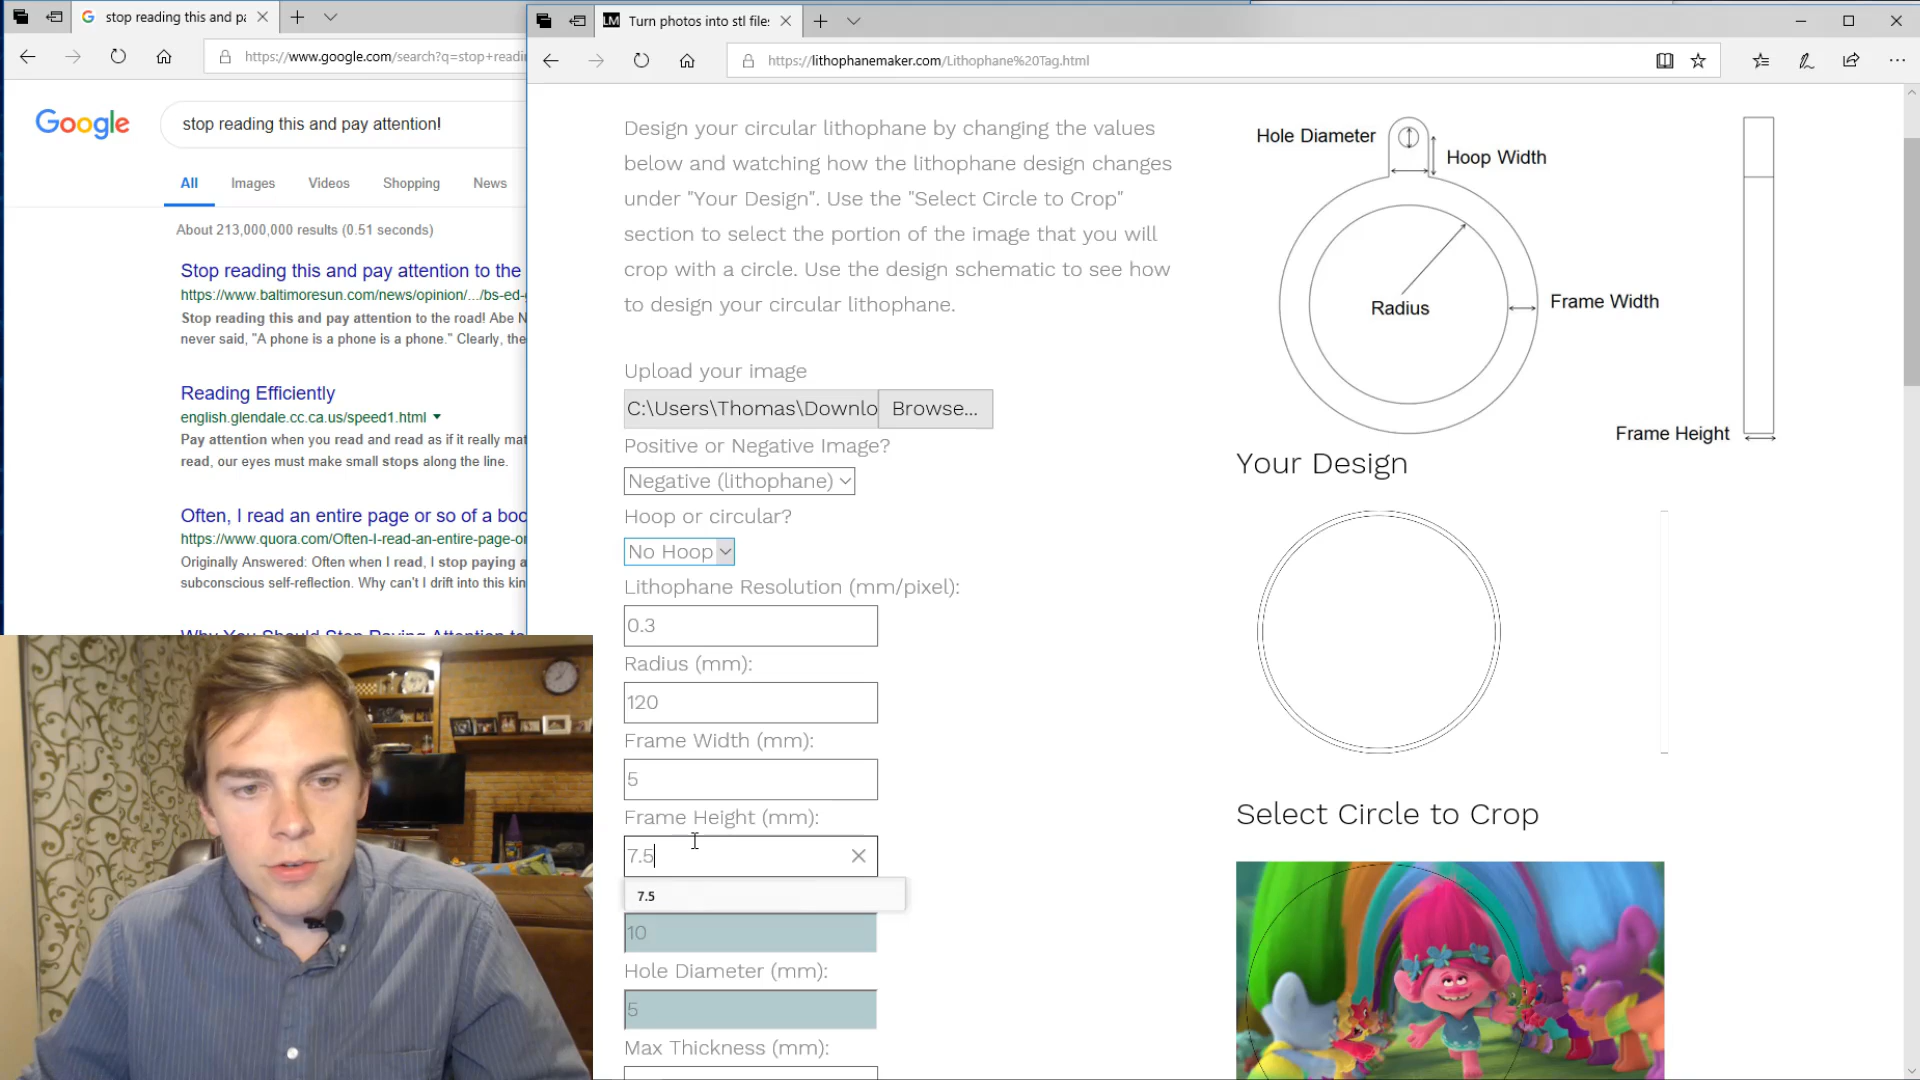 stop reading this and pa
https://www.google.com/search?q=stop+readi
Google
stop reading this and pay attention!
All
Images
Videos
Shopping
News
About 213,000,000 results (0.51 seconds)
Stop reading this and pay attention to the
https://www.baltimoresun.com/news/opinion/.../bs-ed-
Stop reading this and pay attention to the road! Abe N
never said, "A phone is a phone is a phone." Clearly, the
Reading Efficiently
english.glendale.cc.ca.us/speed1.html
Pay attention when you read and read as if it really mat
read, our eyes must make small stops along the line.
Often, I read an entire page or so of a boo
https://www.quora.com/Often-I-read-an-entire-page-or
Originally Answered: Often when I read, I stop paying a
subconscious self-reflection. Why can't I drift into this kin
Why You Should Stop Paying Attention to
LM
Turn photos into stl files
https://lithophanemaker.com/Lithophane%20Tag.html
Design your circular lithophane by changing the values
below and watching how the lithophane design changes
under "Your Design". Use the "Select Circle to Crop"
section to select the portion of the image that you will
crop with a circle. Use the design schematic to see how
to design your circular lithophane.
Upload your image
C:\Users\Thomas\Downlo
Browse...
Positive or Negative Image?
Negative (lithophane)
Hoop or circular?
No Hoop
Lithophane Resolution (mm/pixel):
0.3
Radius (mm):
120
Frame Width (mm):
5
Frame Height (mm):
7.5
7.5
10
Hole Diameter (mm):
5
Max Thickness (mm):
Hole Diameter
Hoop Width
Radius
Frame Width
Frame Height
Your Design
Select Circle to Crop